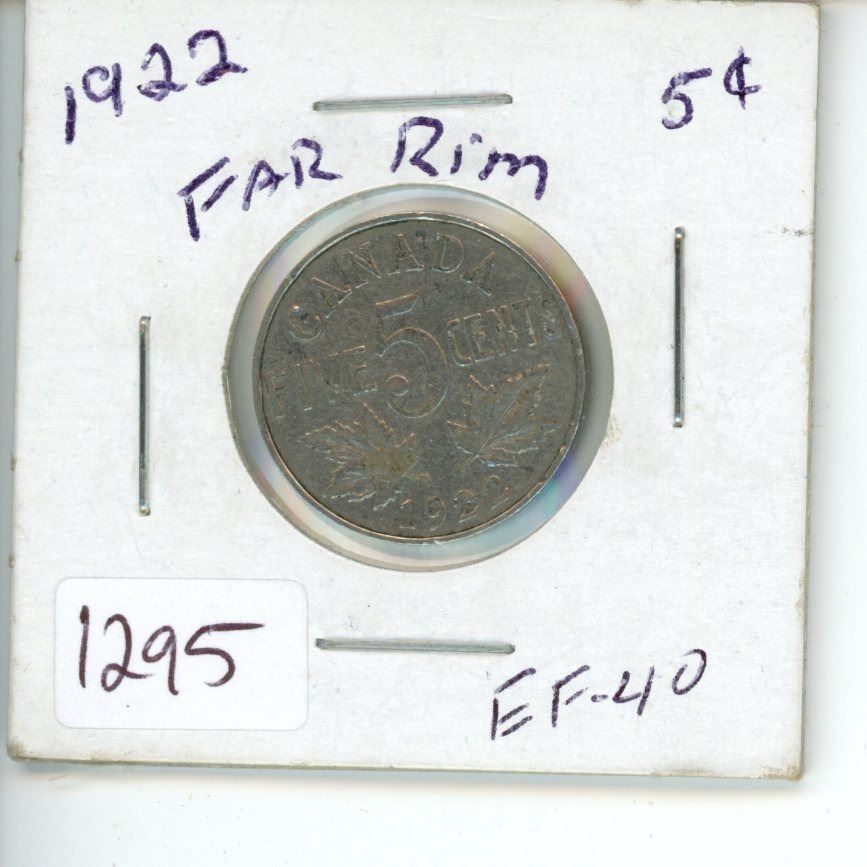 1922
5¢
FAR Rim
CANADA
FIVE 5 CENTS
1922
1295
EF-40